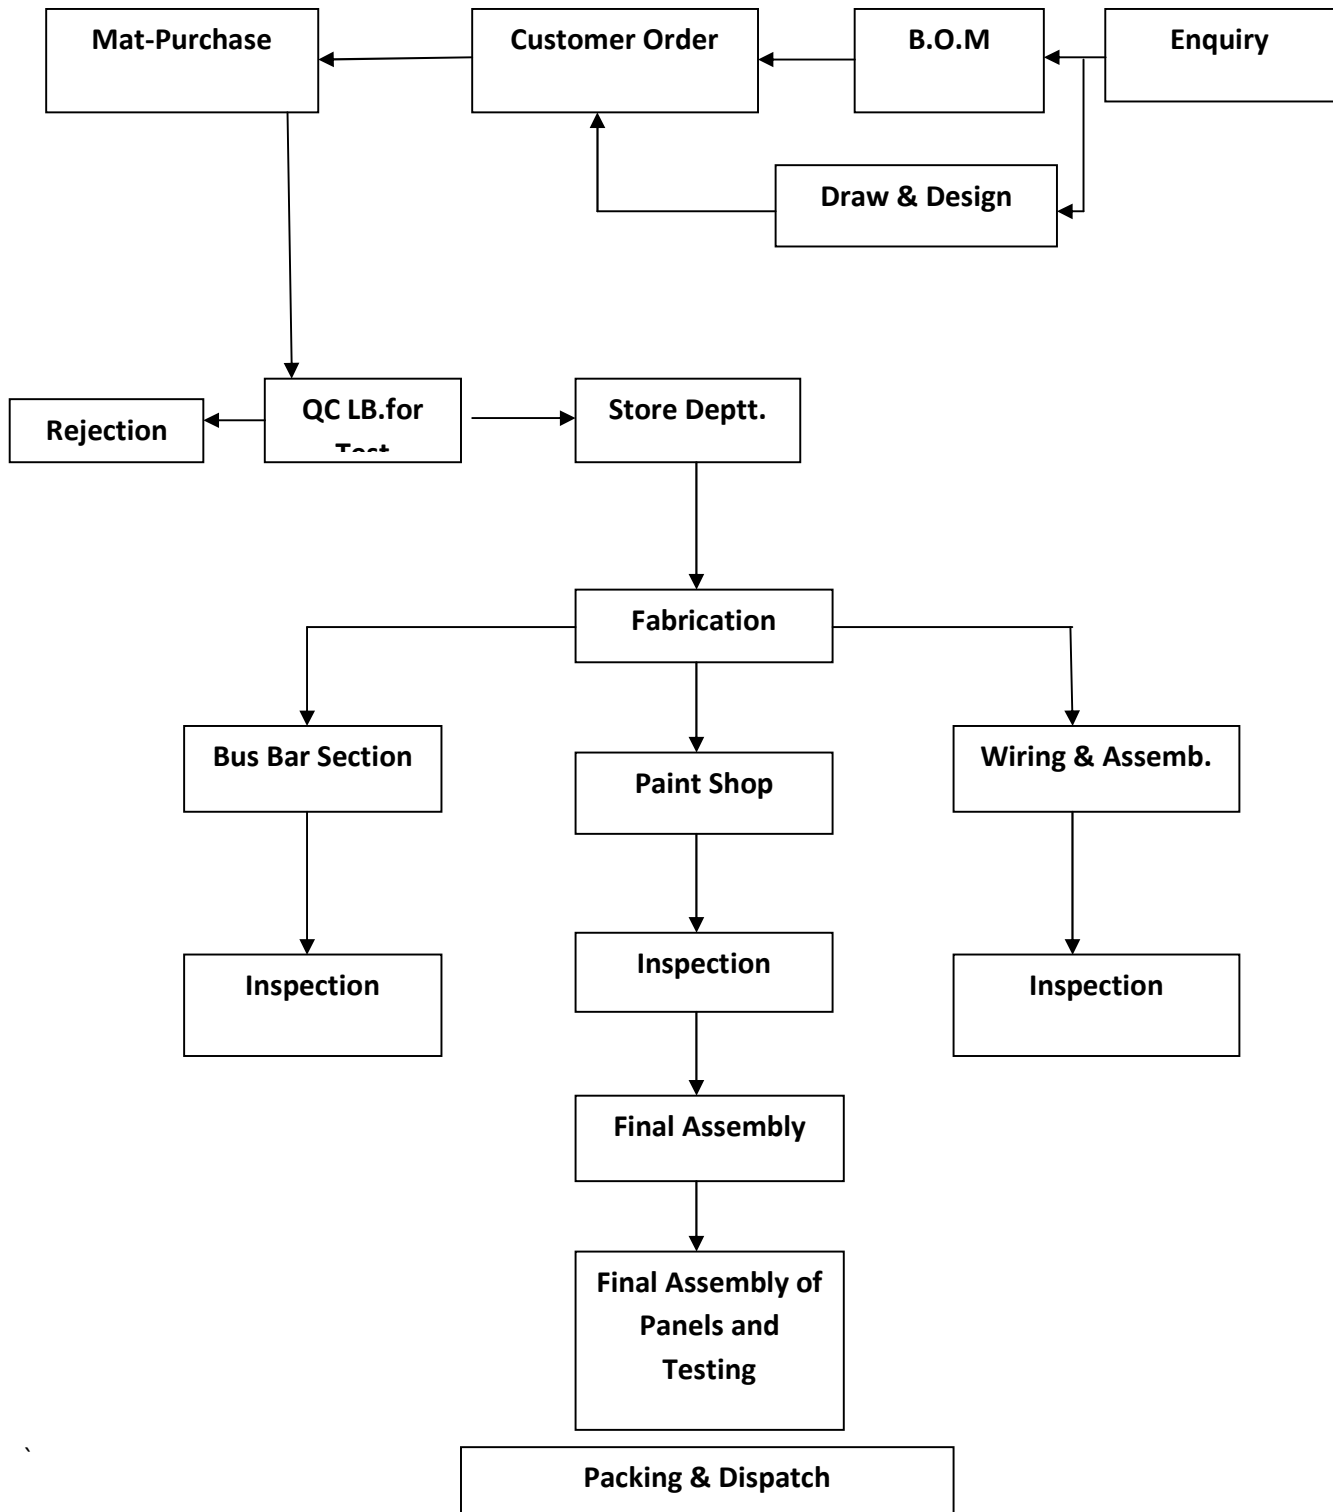 Mat-Purchase
Customer Order
B.O.M
Enquiry
Draw & Design
Rejection
QC LB.for
Test
Store Deptt.
Fabrication
Bus Bar Section
Paint Shop
Wiring & Assemb.
Inspection
Inspection
Inspection
Final Assembly
Final Assembly of
Panels and
Testing
`
Packing & Dispatch